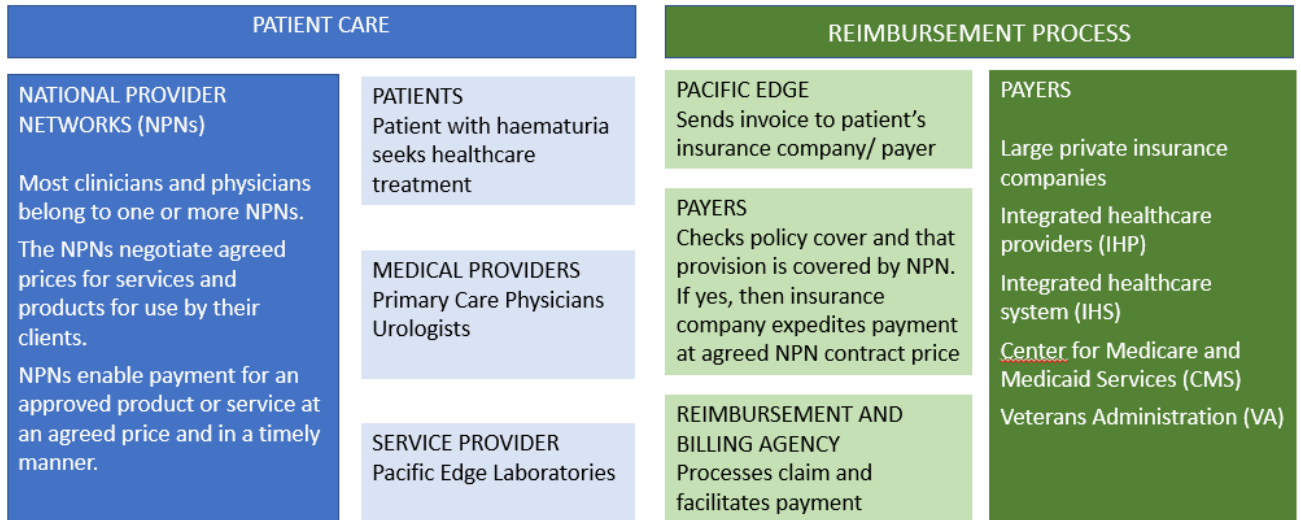 PATIENT CARE
NATIONAL PROVIDER
NETWORKS (NPNs)
Most clinicians and physicians
belong to one or more NPNs.
The NPNs negotiate agreed
prices for services and
products for use by their
clients.
NPNs enable payment for an
approved product or service at
an agreed price and in a timely
manner.
PATIENTS
Patient with haematuria
seeks healthcare
treatment
MEDICAL PROVIDERS
Primary Care Physicians
Urologists
SERVICE PROVIDER
Pacific Edge Laboratories
REIMBURSEMENT PROCESS
PACIFIC EDGE
Sends invoice to patient's
insurance company/ payer
PAYERS
Checks policy cover and that
provision is covered by NPN.
If yes, then insurance
company expedites payment
at agreed NPN contract price
REIMBURSEMENT AND
BILLING AGENCY
Processes claim and
facilitates payment
PAYERS
Large private insurance
companies
Integrated healthcare
providers (IHP)
Integrated healthcare
system (IHS)
Center for Medicare and
Medicaid Services (CMS)
Veterans Administration (VA)